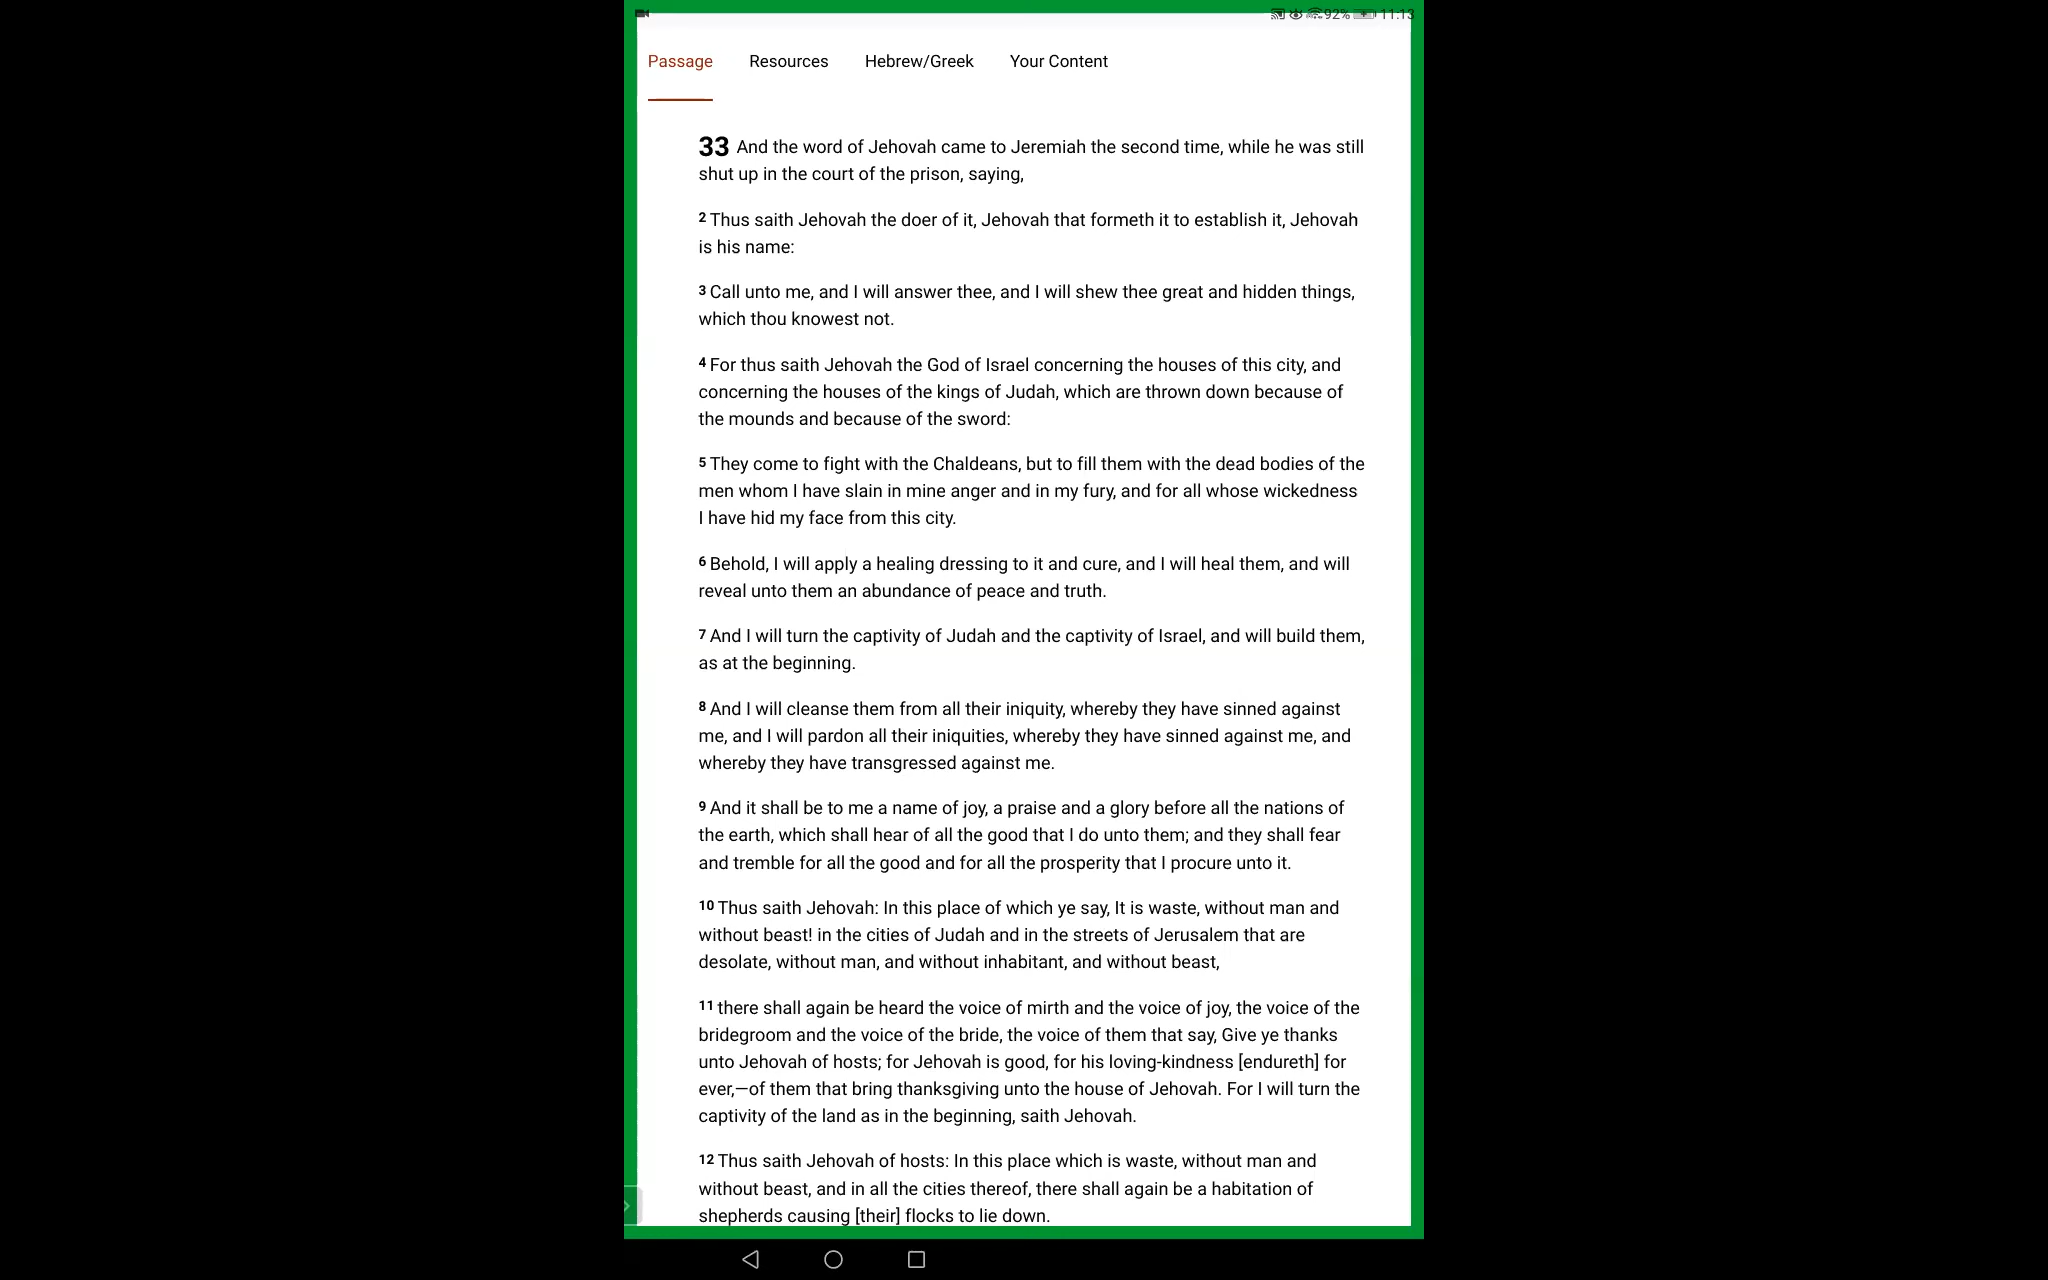 92% 11:13
Passage Resources Hebrew/Greek Your Content
33 And the word of Jehovah came to Jeremiah the second time, while he was still
shut up in the court of the prison, saying,
2 Thus saith Jehovah the doer of it, Jehovah that formeth it to establish it, Jehovah
is his name:
3 Call unto me, and I will answer thee, and I will shew thee great and hidden things,
which thou knowest not.
4 For thus saith Jehovah the God of Israel concerning the houses of this city, and
concerning the houses of the kings of Judah, which are thrown down because of
the mounds and because of the sword:
5 They come to fight with the Chaldeans, but to fill them with the dead bodies of the
men whom I have slain in mine anger and in my fury, and for all whose wickedness
I have hid my face from this city.
6 Behold, I will apply a healing dressing to it and cure, and I will heal them, and will
reveal unto them an abundance of peace and truth.
7 And I will turn the captivity of Judah and the captivity of Israel, and will build them,
as at the beginning.
8 And I will cleanse them from all their iniquity, whereby they have sinned against
me, and I will pardon all their iniquities, whereby they have sinned against me, and
whereby they have transgressed against me.
9 And it shall be to me a name of joy, a praise and a glory before all the nations of
the earth, which shall hear of all the good that I do unto them; and they shall fear
and tremble for all the good and for all the prosperity that I procure unto it.
10 Thus saith Jehovah: In this place of which ye say, It is waste, without man and
without beast! in the cities of Judah and in the streets of Jerusalem that are
desolate, without man, and without inhabitant, and without beast,
11 there shall again be heard the voice of mirth and the voice of joy, the voice of the
bridegroom and the voice of the bride, the voice of them that say, Give ye thanks
unto Jehovah of hosts; for Jehovah is good, for his loving-kindness [endureth] for
ever,—of them that bring thanksgiving unto the house of Jehovah. For I will turn the
captivity of the land as in the beginning, saith Jehovah.
12 Thus saith Jehovah of hosts: In this place which is waste, without man and
without beast, and in all the cities thereof, there shall again be a habitation of
shepherds causing [their] flocks to lie down.